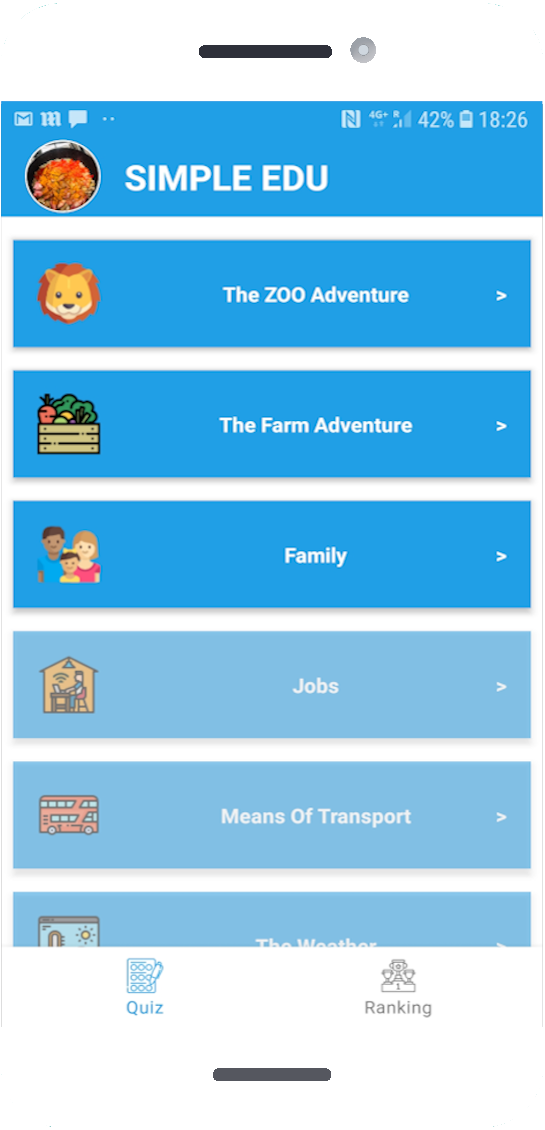 4G+ R 42% 18:26
SIMPLE EDU
The ZOO Adventure >
The Farm Adventure >
Family >
Jobs >
Means Of Transport >
The Weather >
Quiz
Ranking